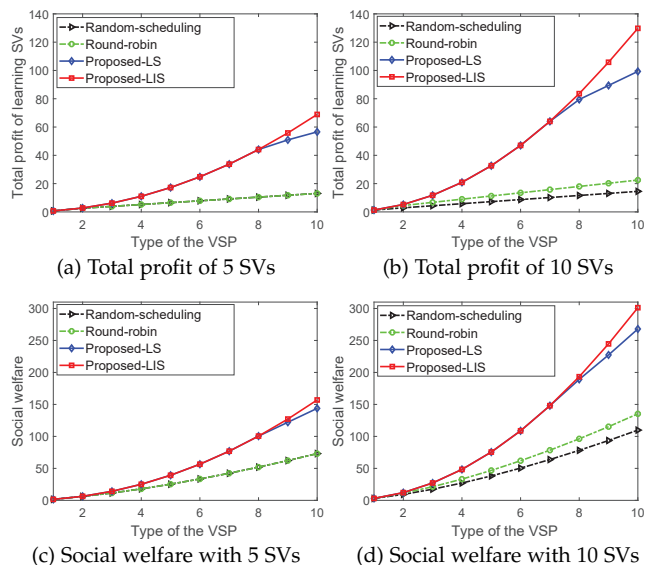 Random-scheduling
Round-robin
Proposed-LS
Proposed-LIS
Total profit of learning SVs
140
120
100
80
60
40
20
0
2 4 6 8 10
Type of the VSP
(a) Total profit of 5 SVs
Random-scheduling
Round-robin
Proposed-LS
Proposed-LIS
Total profit of learning SVs
140
120
100
80
60
40
20
0
2 4 6 8 10
Type of the VSP
(b) Total profit of 10 SVs
Random-scheduling
Round-robin
Proposed-LS
Proposed-LIS
Social welfare
300
250
200
150
100
50
0
2 4 6 8 10
Type of the VSP
(c) Social welfare with 5 SVs
Random-scheduling
Round-robin
Proposed-LS
Proposed-LIS
Social welfare
300
250
200
150
100
50
0
2 4 6 8 10
Type of the VSP
(d) Social welfare with 10 SVs